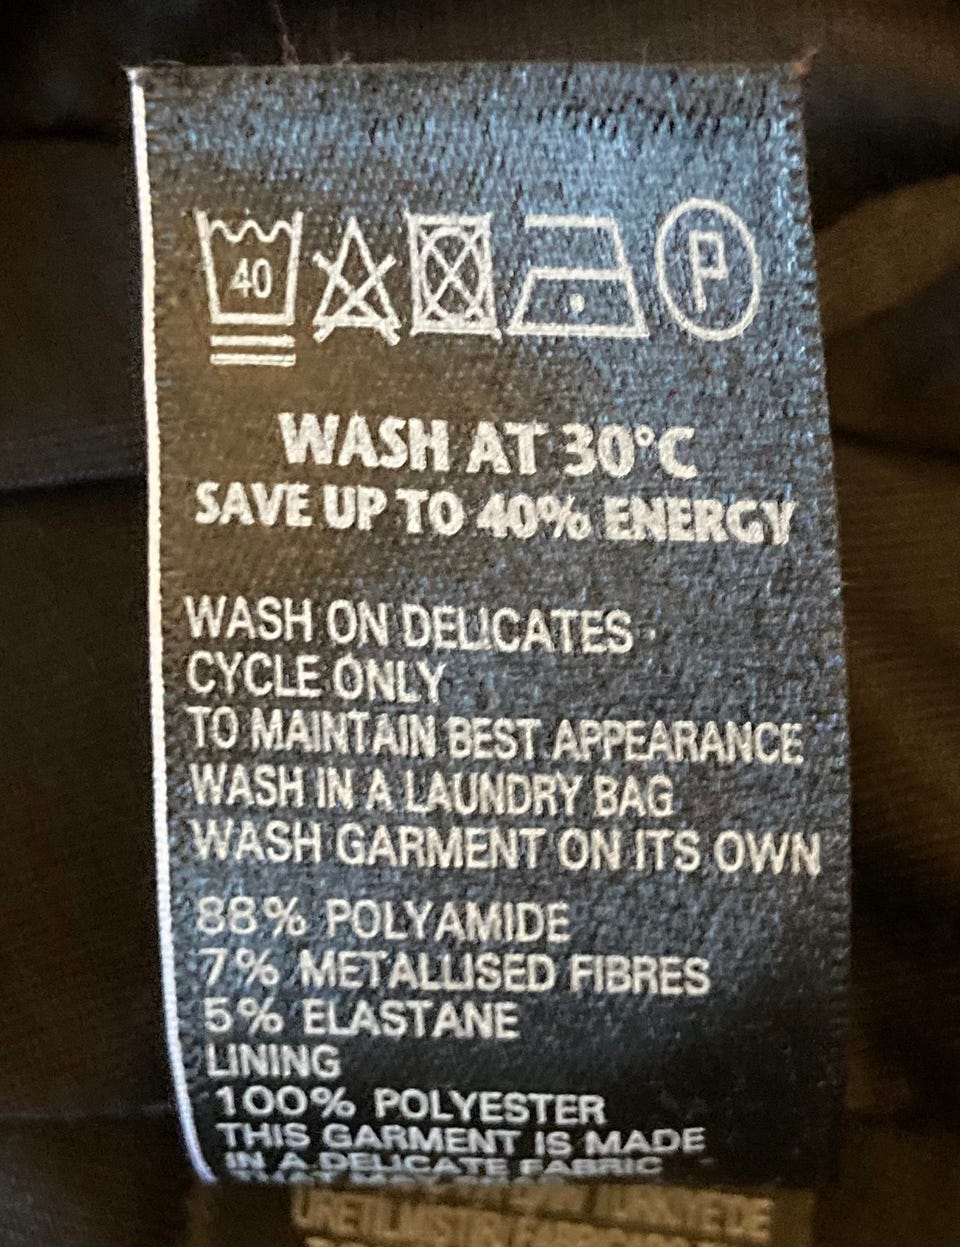 40
P
WASH AT 30°C
SAVE UP TO 40% ENERGY
WASH ON DELICATES
CYCLE ONLY
TO MAINTAIN BEST APPEARANCE
WASH IN A LAUNDRY BAG
WASH GARMENT ON ITS OWN
88% POLYAMIDE
7% METALLISED FIBRES
5% ELASTANE
LINING
100% POLYESTER
THIS GARMENT IS MADE
IN A DELICATE FABRIC